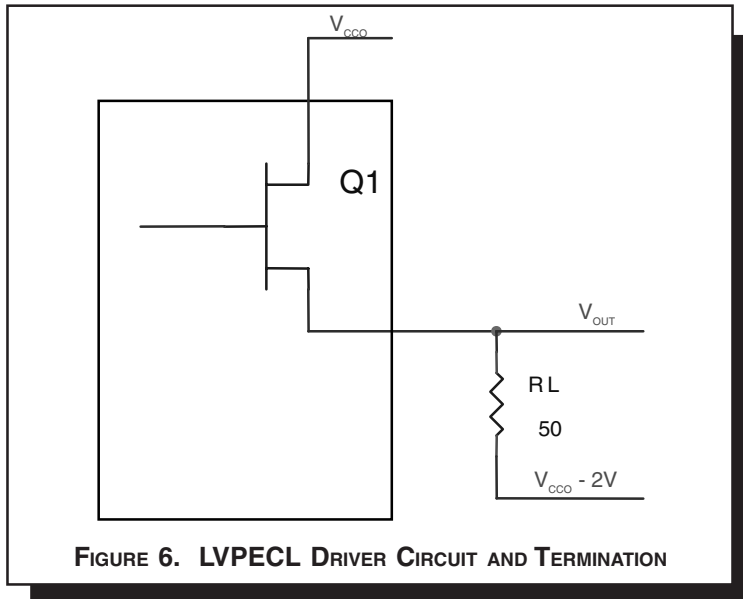 V_CCO
Q1
V_OUT
RL
50
V_CCO - 2V
FIGURE 6. LVPECL DRIVER CIRCUIT AND TERMINATION